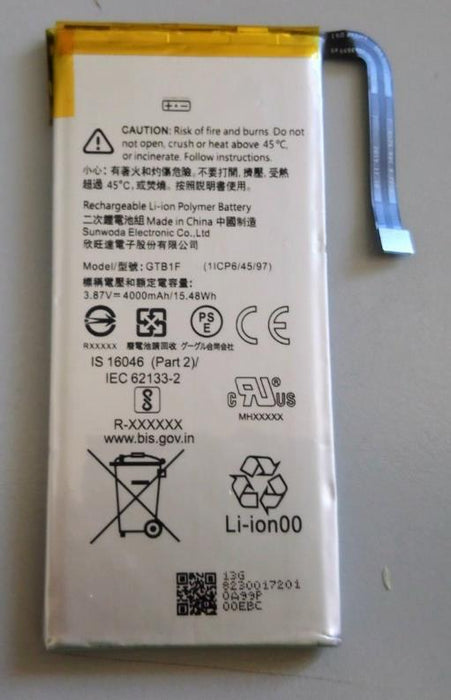 CAUTION: Risk of fire and burns. Do not
not open, crush or heat above 45℃,
or incinerate. Follow instructions.
小心: 有著火和灼傷危險, 不要打開, 擠壓, 受熱
超過 45℃, 或焚燒。按照說明使用。
Rechargeable Li-ion Polymer Battery
二次鋰電池組 Made in China 中國製造
Sunwoda Electronic Co., Ltd
欣旺達電子股份有限公司
Model/型號: GTB1F (1ICP6/45/97)
標稱電壓和額定電容量:
3.87V⎓4000mAh/15.48Wh
PS
E
CE
RXXXXX 廢電池請回收 グーグル合同会社
IS 16046 (Part 2)/
IEC 62133-2
R-XXXXXX
www.bis.gov.in
c RU ® US
MHXXXXX
Li-ion00
13G
8230017201
0A99P
00EBC